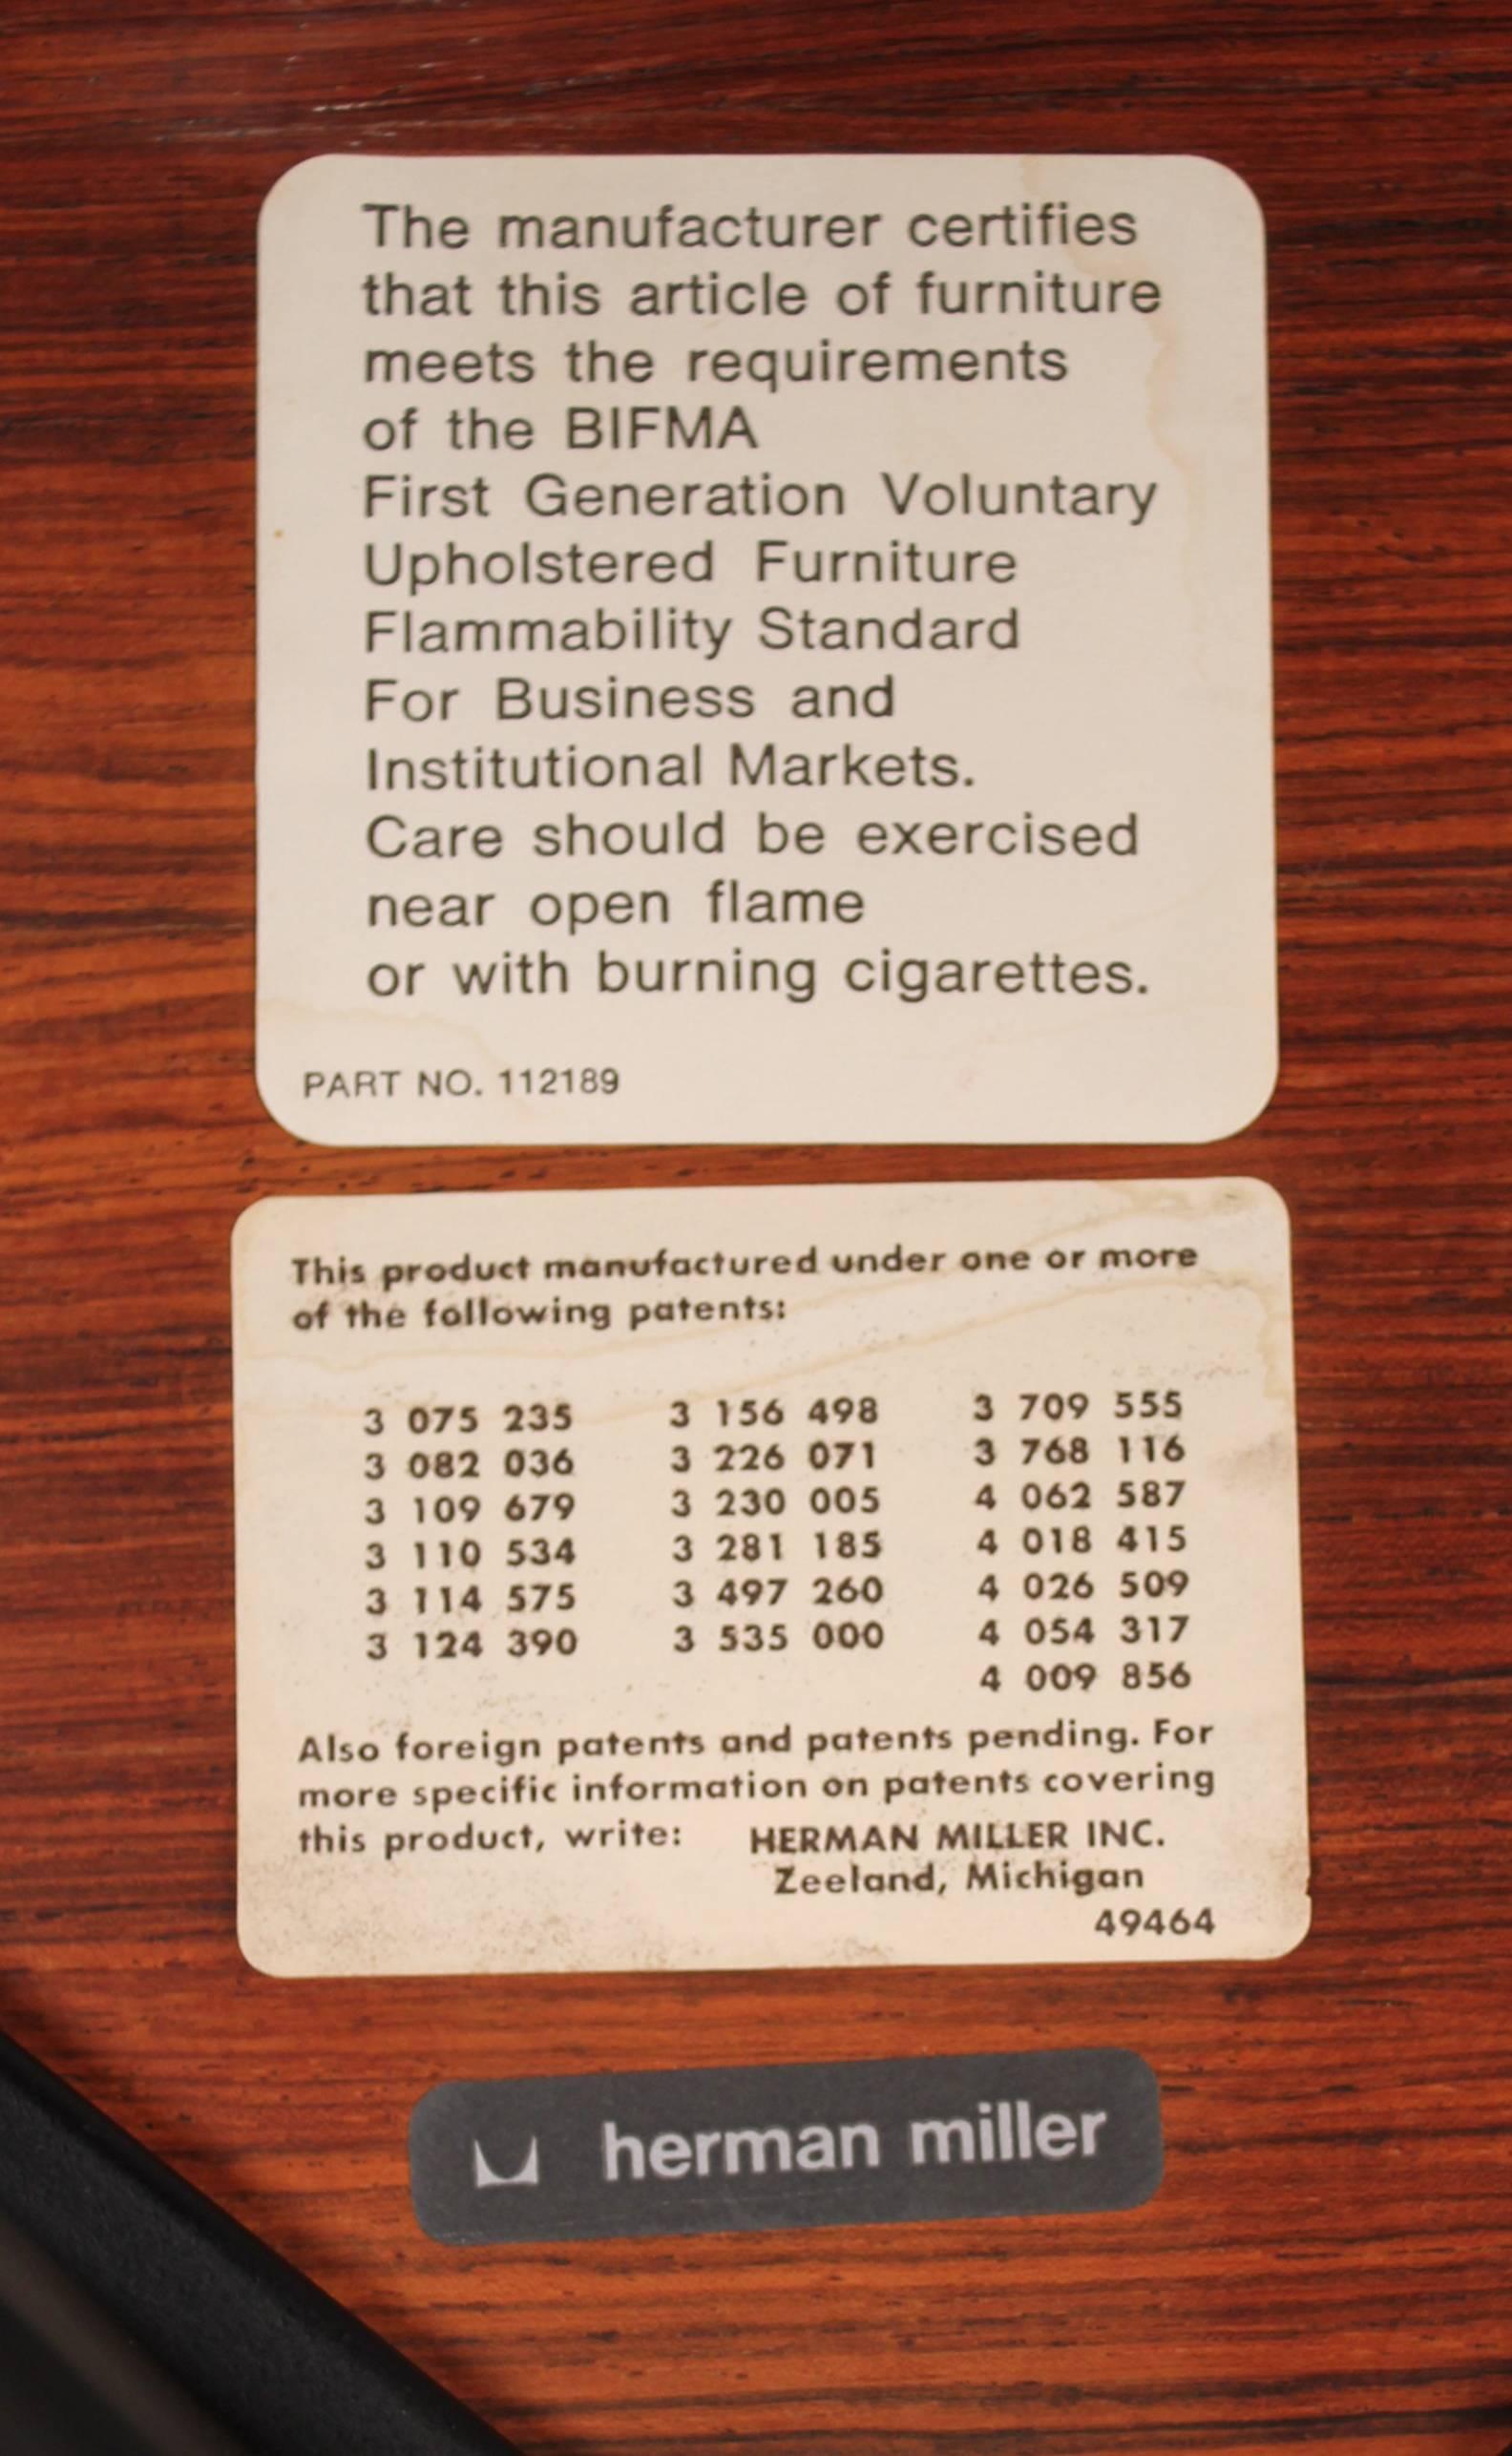 The manufacturer certifies
that this article of furniture
meets the requirements
of the BIFMA
First Generation Voluntary
Upholstered Furniture
Flammability Standard
For Business and
Institutional Markets.
Care should be exercised
near open flame
or with burning cigarettes.
PART NO. 112189
This product manufactured under one or more
of the following patents:
3 075 235 3 156 498 3 709 555
3 082 036 3 226 071 3 768 116
3 109 679 3 230 005 4 062 587
3 110 534 3 281 185 4 018 415
3 114 575 3 497 260 4 026 509
3 124 390 3 535 000 4 054 317
4 009 856
Also foreign patents and patents pending. For
more specific information on patents covering
this product, write: HERMAN MILLER INC.
Zeeland, Michigan
49464
herman miller